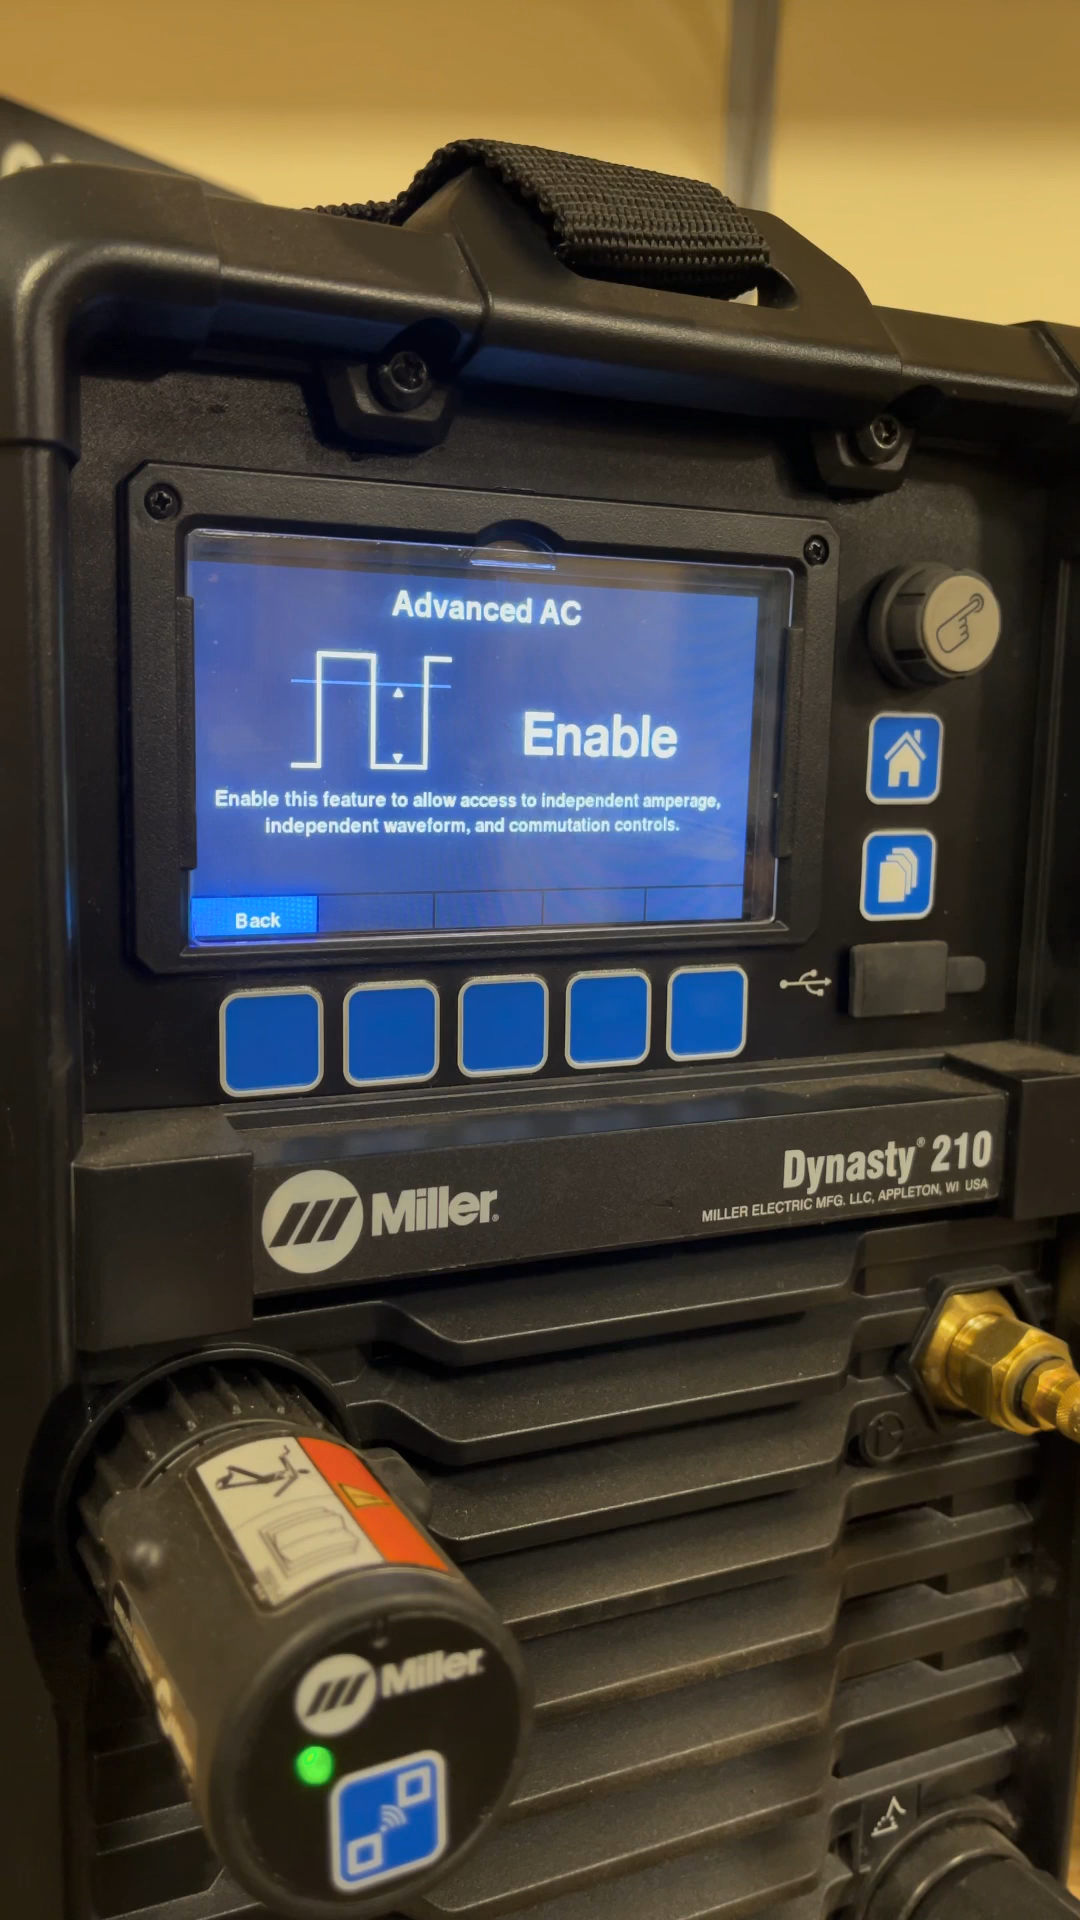 Advanced AC
Enable
Enable this feature to allow access to independent amperage,
independent waveform, and commutation controls.
Back
Miller®
Dynasty® 210
MILLER ELECTRIC MFG. LLC, APPLETON, WI USA
Miller